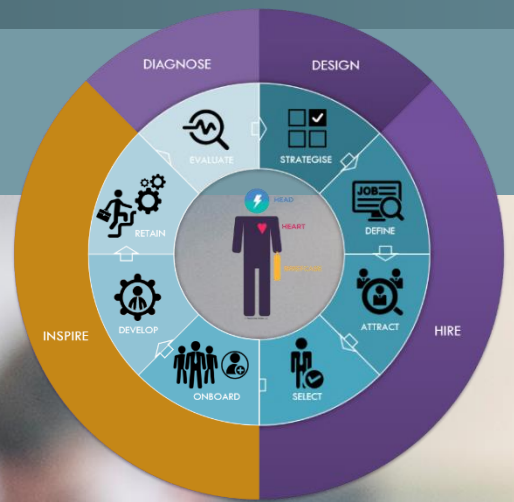 DIAGNOSE
DESIGN
HIRE
INSPIRE
EVALUATE
STRATEGISE
JOB
DEFINE
ATTRACT
SELECT
ONBOARD
DEVELOP
RETAIN
HEAD
HEART